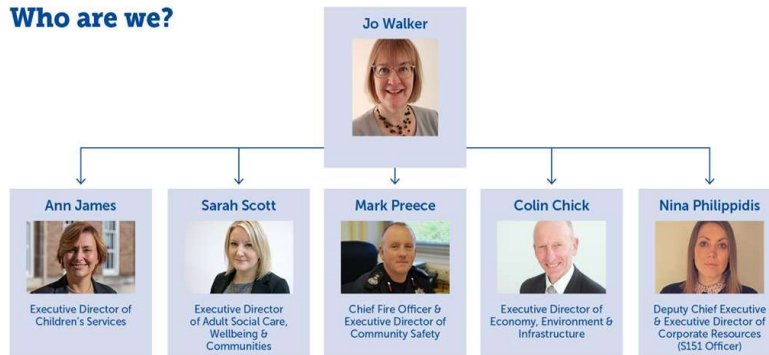 Who are we?
Jo Walker
Ann James
Executive Director of
Children's Services
Sarah Scott
Executive Director
of Adult Social Care,
Wellbeing &
Communities
Mark Preece
Chief Fire Officer &
Executive Director of
Community Safety
Colin Chick
Executive Director of
Economy, Environment &
Infrastructure
Nina Philippidis
Deputy Chief Executive
& Executive Director of
Corporate Resources
(S151 Officer)